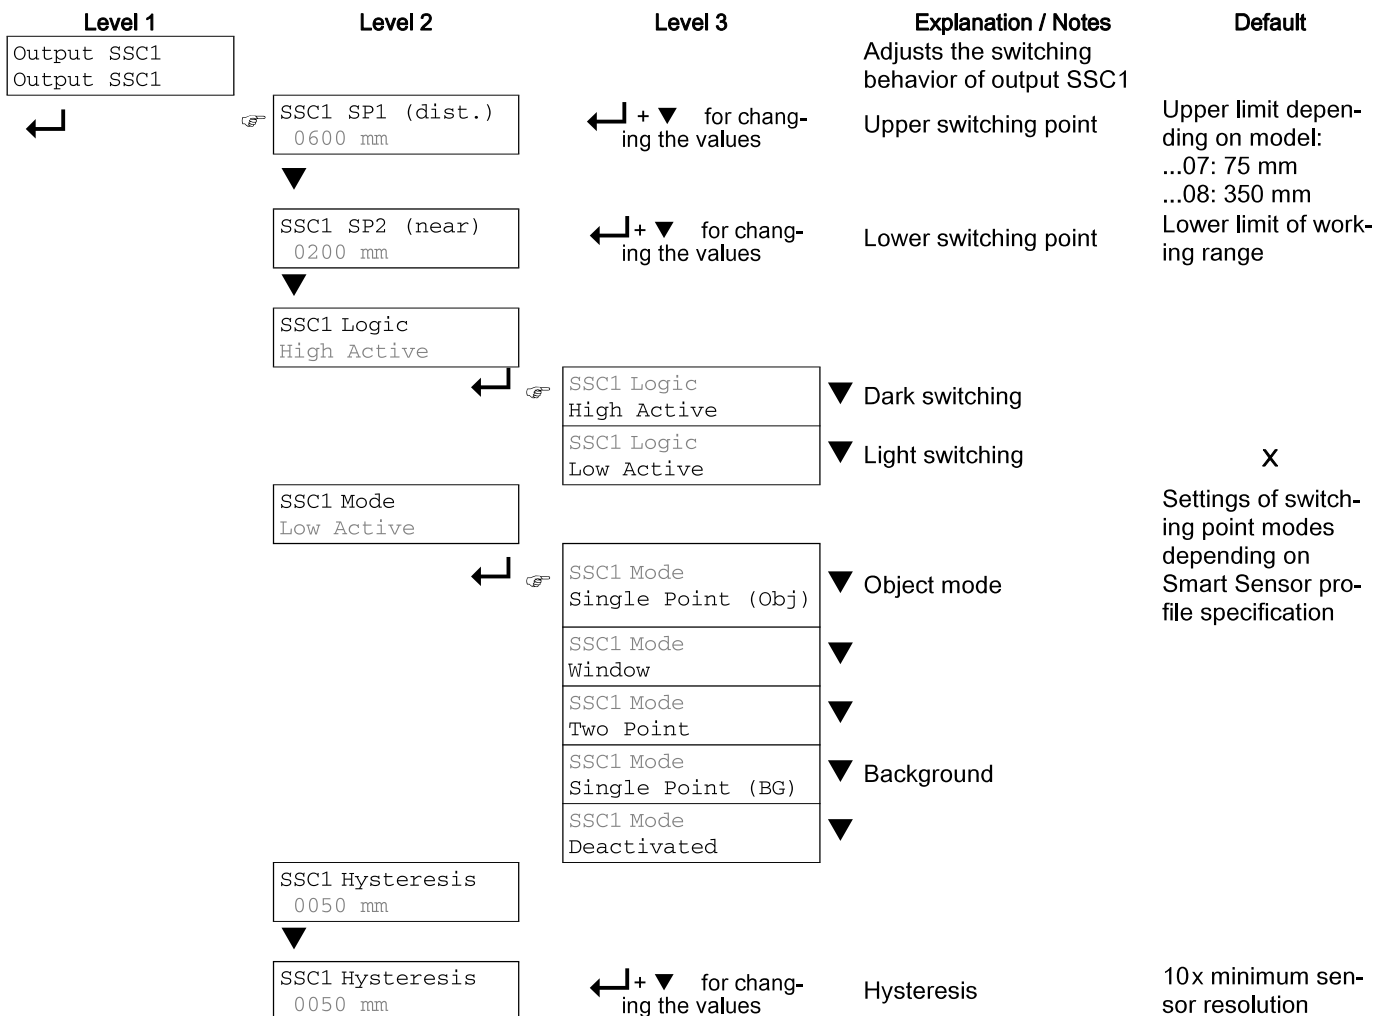 Level 1 Level 2 Level 3 Explanation / Notes Default
Output SSC1
Output SSC1
Adjusts the switching
behavior of output SSC1
SSC1 SP1 (dist.)
0600 mm
+ ▼ for chang-
ing the values
Upper switching point
Upper limit depen-
ding on model:
...07: 75 mm
...08: 350 mm
SSC1 SP2 (near)
0200 mm
+ ▼ for chang-
ing the values
Lower switching point
Lower limit of work-
ing range
SSC1 Logic
High Active
SSC1 Logic
High Active
Dark switching
SSC1 Logic
Low Active
Light switching
X
SSC1 Mode
Low Active
Settings of switch-
ing point modes
depending on
Smart Sensor pro-
file specification
SSC1 Mode
Single Point (Obj)
Object mode
SSC1 Mode
Window
SSC1 Mode
Two Point
SSC1 Mode
Single Point (BG)
Background
SSC1 Mode
Deactivated
SSC1 Hysteresis
0050 mm
SSC1 Hysteresis
0050 mm
+ ▼ for chang-
ing the values
Hysteresis
10x minimum sen-
sor resolution